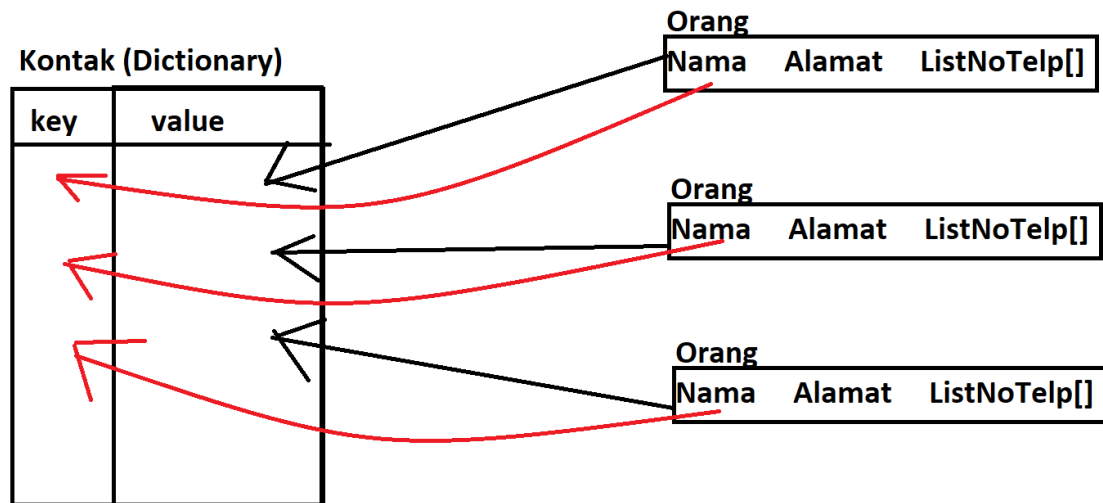 Kontak (Dictionary)
key value
Orang
Nama Alamat ListNoTelp[]
Orang
Nama Alamat ListNoTelp[]
Orang
Nama Alamat ListNoTelp[]